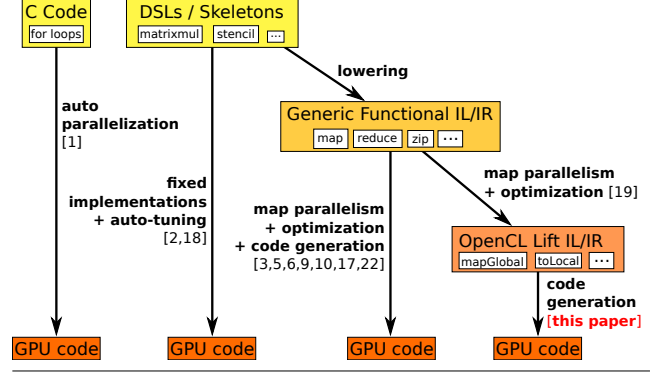 C Code
for loops
DSLs / Skeletons
matrixmul stencil ...
lowering
auto
parallelization
[1]
Generic Functional IL/IR
map reduce zip ...
fixed
implementations
+ auto-tuning
[2,18]
map parallelism
+ optimization
+ code generation
[3,5,6,9,10,17,22]
map parallelism
+ optimization [19]
OpenCL Lift IL/IR
mapGlobal toLocal ...
code
generation
[this paper]
GPU code GPU code GPU code GPU code